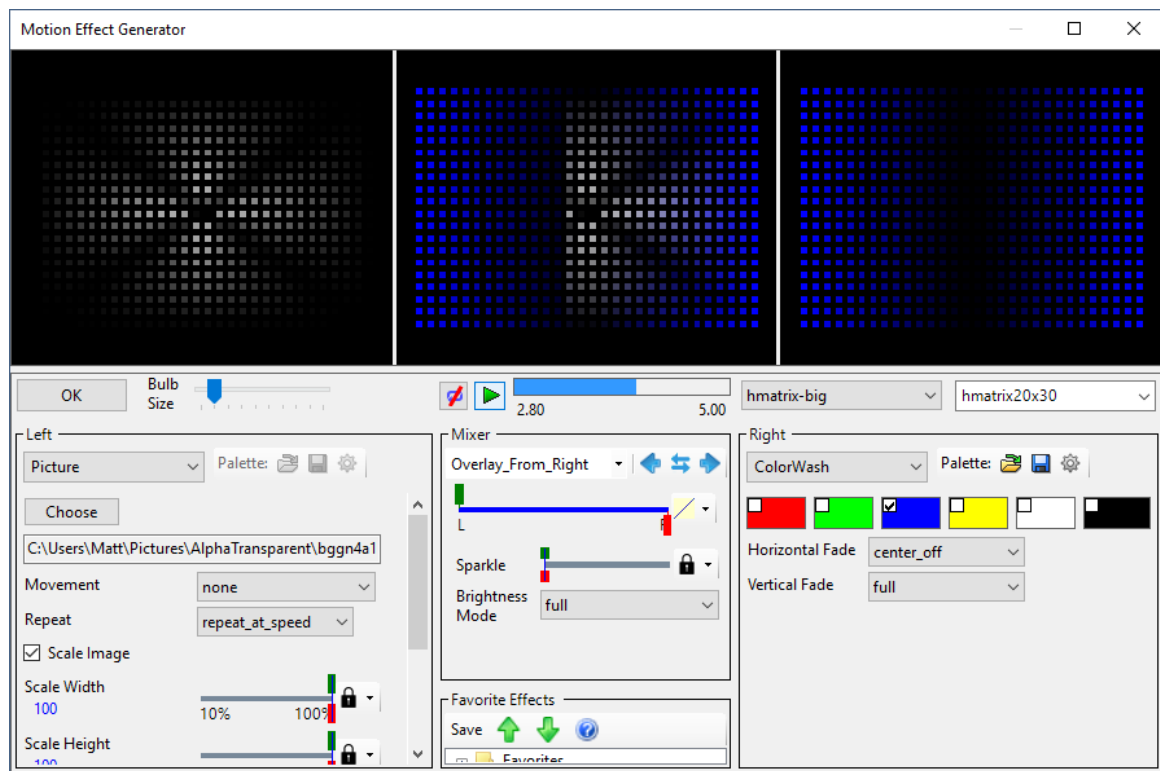 Motion Effect Generator
OK
Bulb
Size
2.80
5.00
hmatrix-big
hmatrix20x30
Left
Picture
Palette:
Choose
C:\Users\Matt\Pictures\AlphaTransparent\bggn4a1
Movement
none
Repeat
repeat_at_speed
Scale Image
Scale Width
100
10%
100%
Scale Height
100
Mixer
Overlay_From_Right
L
Sparkle
Brightness
Mode
full
Favorite Effects
Save
Favorites
Right
ColorWash
Palette:
Horizontal Fade
center_off
Vertical Fade
full